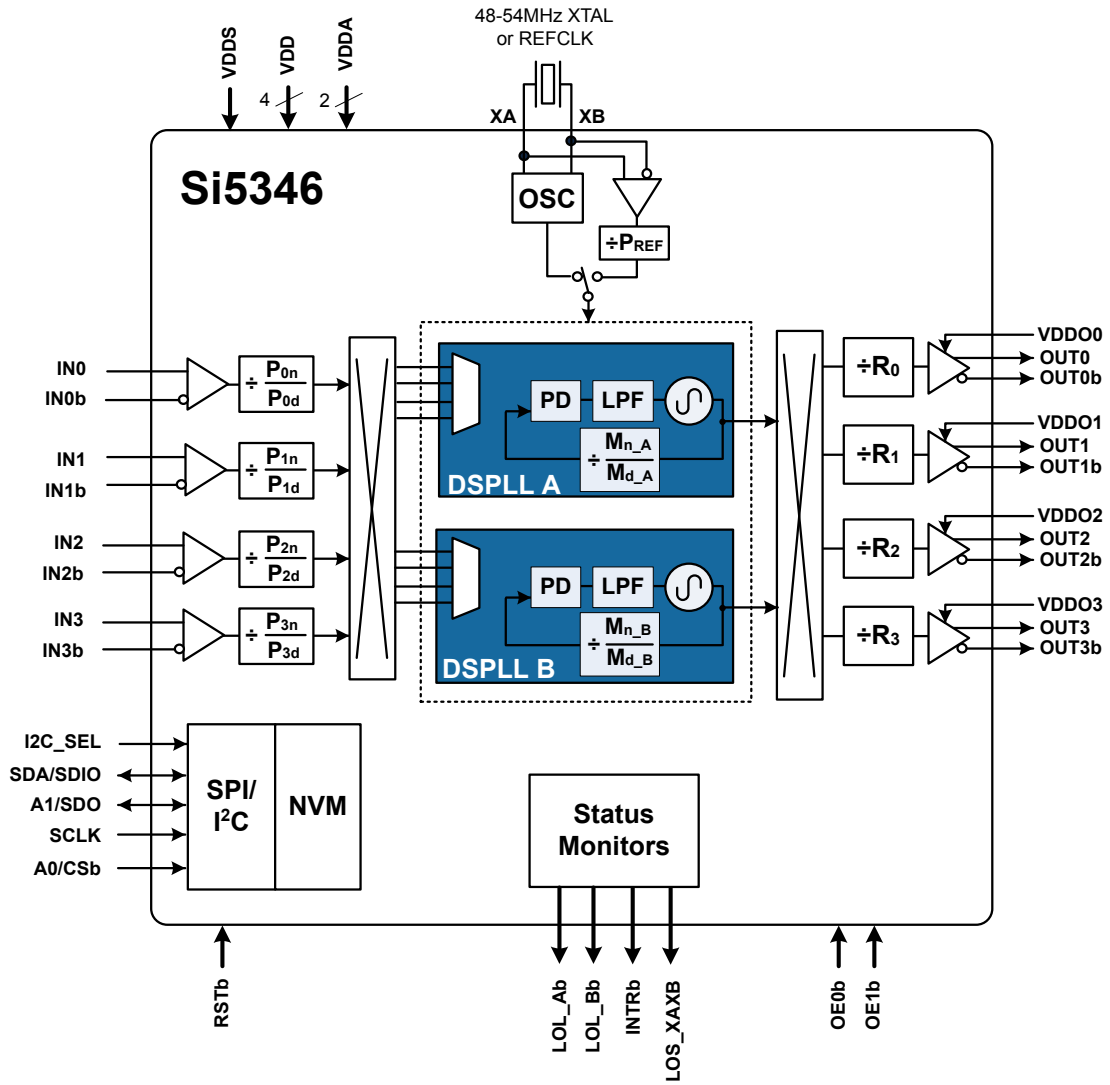 48-54MHz XTAL
or REFCLK
VDDS
VDD
VDDA
4
2
XA
XB
Si5346
OSC
÷PREF
IN0
IN0b
÷ P0n
P0d
IN1
IN1b
÷ P1n
P1d
IN2
IN2b
÷ P2n
P2d
IN3
IN3b
÷ P3n
P3d
PD
LPF
÷ Mn_A
Md_A
DSPLL A
PD
LPF
÷ Mn_B
Md_B
DSPLL B
÷R0
VDDO0
OUT0
OUT0b
÷R1
VDDO1
OUT1
OUT1b
÷R2
VDDO2
OUT2
OUT2b
÷R3
VDDO3
OUT3
OUT3b
I2C_SEL
SDA/SDIO
A1/SDO
SCLK
A0/CSb
SPI/
I²C
NVM
Status
Monitors
RSTb
LOL_Ab
LOL_Bb
INTRb
LOS_XAXB
OE0b
OE1b